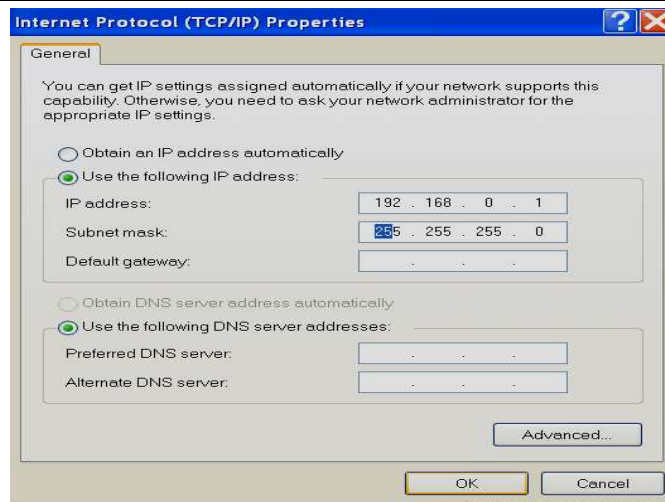 Internet Protocol (TCP/IP) Properties
General
You can get IP settings assigned automatically if your network supports this
capability. Otherwise, you need to ask your network administrator for the
appropriate IP settings.
Obtain an IP address automatically
Use the following IP address:
IP address: 192 . 168 . 0 . 1
Subnet mask: 255 . 255 . 255 . 0
Default gateway: . . .
Obtain DNS server address automatically
Use the following DNS server addresses:
Preferred DNS server: . . .
Alternate DNS server: . . .
Advanced...
OK Cancel